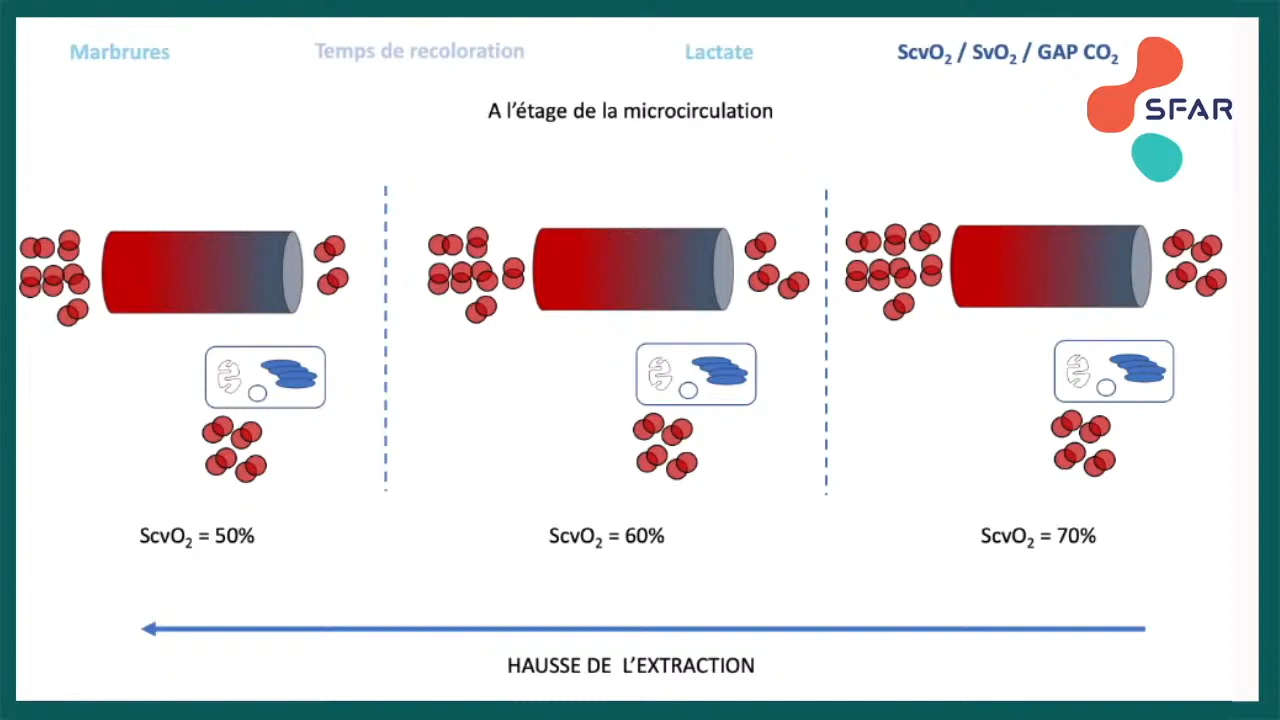 Marbrures
Temps de recoloration
Lactate
ScvO₂ / SvO₂ / GAP CO₂
SFAR
A l’étage de la microcirculation
ScvO₂ = 50%
ScvO₂ = 60%
ScvO₂ = 70%
HAUSSE DE L’EXTRACTION